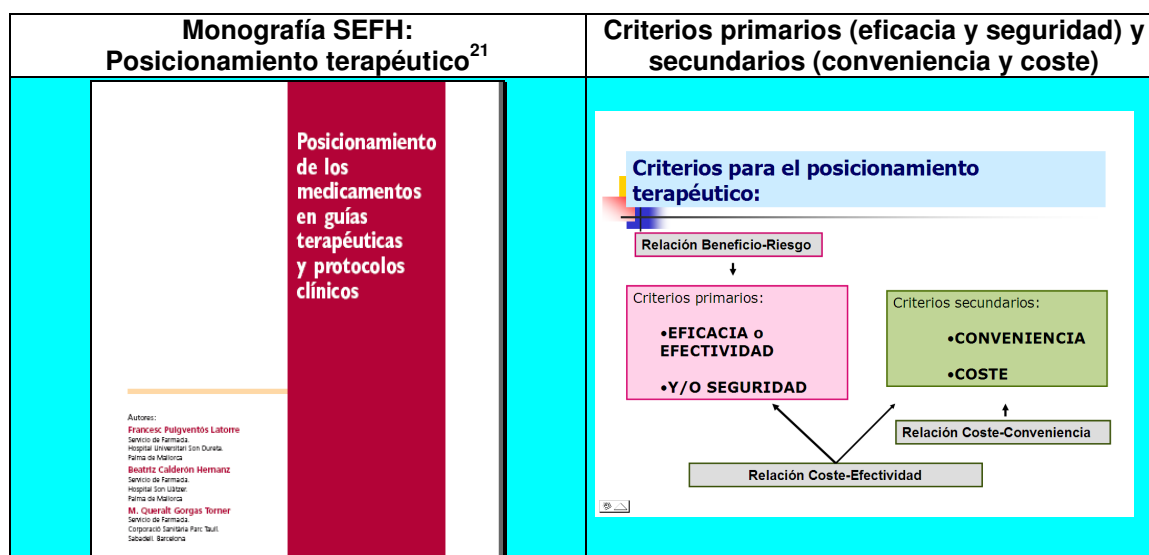 Monografía SEFH:
Posicionamiento terapéutico21
Criterios primarios (eficacia y seguridad) y
secundarios (conveniencia y coste)
Posicionamiento
de los
medicamentos
en guías
terapéuticas
y protocolos
clínicos
Autores:
Francesc Puigventós Latorre
Servicio de Farmacia.
Hospital Universitari Son Dureta.
Palma de Mallorca
Beatriz Calderón Hernanz
Servicio de Farmacia.
Hospital Son Llàtzer.
Palma de Mallorca
M. Queralt Gorgas Torner
Servicio de Farmacia.
Corporació Sanitària Parc Taulí.
Sabadell. Barcelona
Criterios para el posicionamiento
terapéutico:
Relación Beneficio-Riesgo
Criterios primarios:
•EFICACIA o
EFECTIVIDAD
•Y/O SEGURIDAD
Criterios secundarios:
•CONVENIENCIA
•COSTE
Relación Coste-Conveniencia
Relación Coste-Efectividad